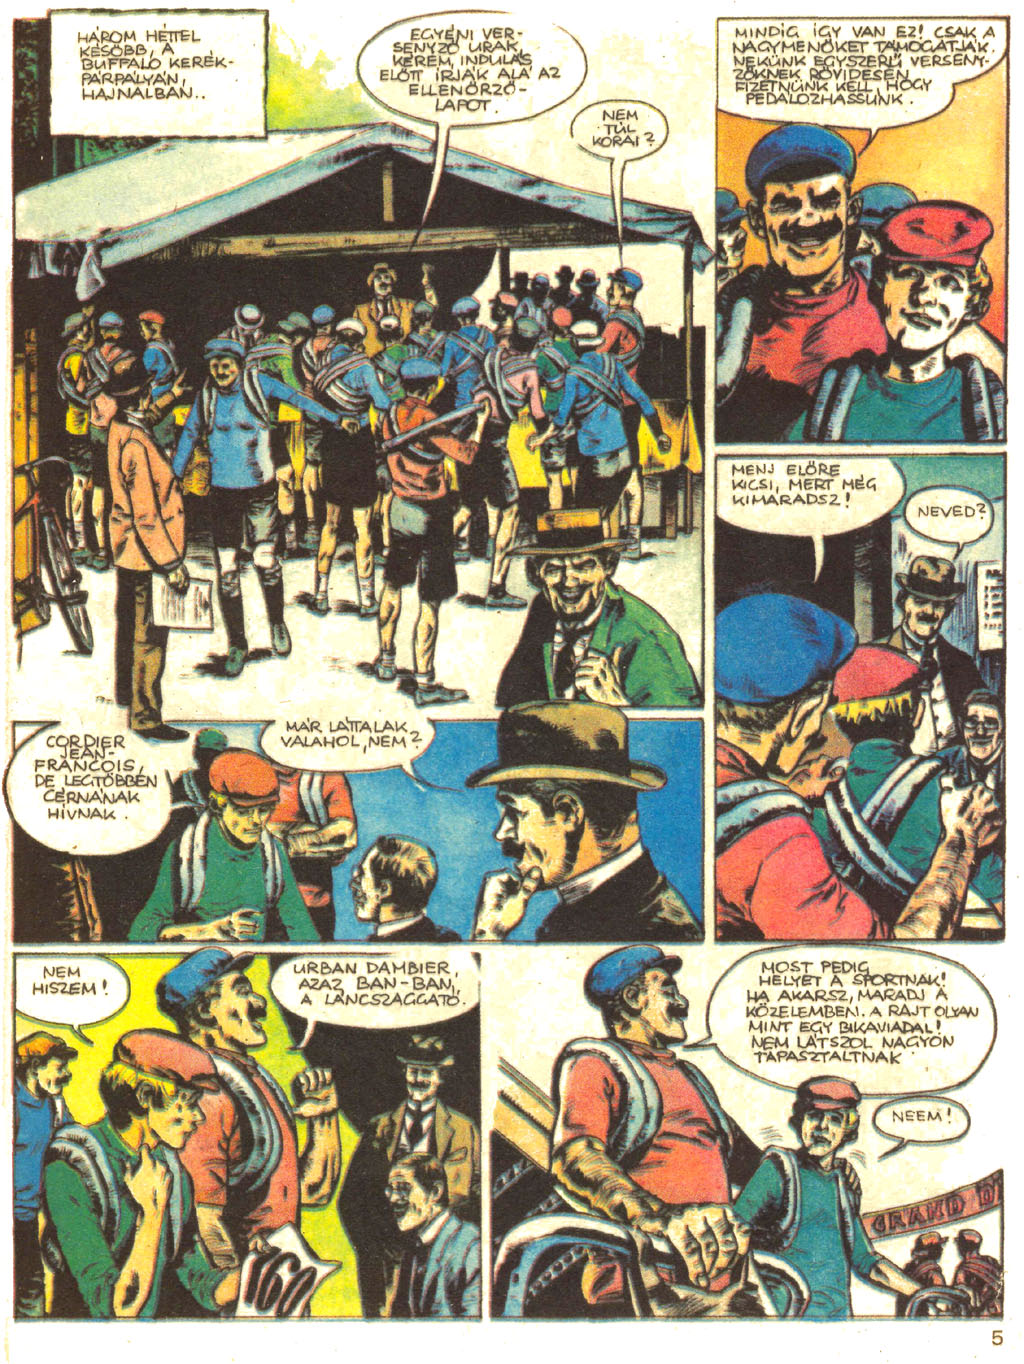 HÁROM HÉTTEL
KÉSŐBB, A
BUFFALO KERÉK-
PÁRPÁLYÁN,
HAJNALBAN..
EGYÉNI VER-
SENYZŐ URAK,
KÉREM, INDULÁS
ELŐTT ÍRJÁK ALÁ AZ
ELLENŐRZŐ-
LAPOT.
NEM
TÚL
KORAI?
MINDIG ÍGY VAN EZ! CSAK A
NAGYMENŐKET TÁMOGATJÁK.
NEKÜNK EGYSZERŰ VERSENY-
ZŐKNEK RÖVIDESEN
FIZETNÜNK KELL, HOGY
PEDÁLOZHASSUNK.
MENJ ELŐRE
KICSI, MERT MÉG
KIMARADSZ!
NEVED?
CORDIER
JEAN-
FRANCOIS,
DE LEGTÖBBEN
CÉRNÁNAK
HÍVNAK.
MÁR LÁTTALAK
VALAHOL, NEM?
NEM
HISZEM!
URBAN DAMBIER,
AZAZ BAN-BAN,
A LÁNCSZAGGATÓ.
160
MOST PEDIG
HELYET A SPORTNAK!
HA AKARSZ, MARADJ A
KÖZELEMBEN. A RAJT OLYAN
MINT EGY BIKAVIADAL!
NEM LÁTSZOL NAGYON
TAPASZTALTNAK
NEEM!
GRAND D
5